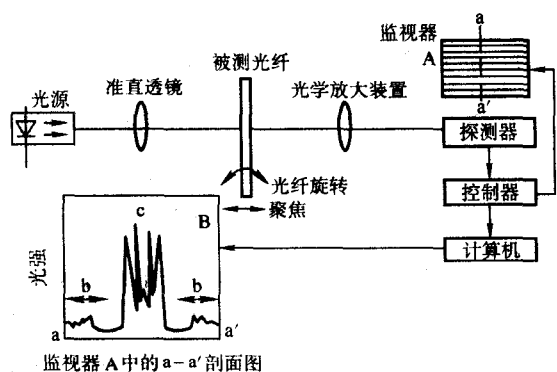 监视器
a
A
a′
光源
准直透镜
被测光纤
光学放大装置
探测器
光纤旋转
聚焦
控制器
计算机
光强
c
B
b
b
a
a′
监视器 A 中的 a－a′ 剖面图